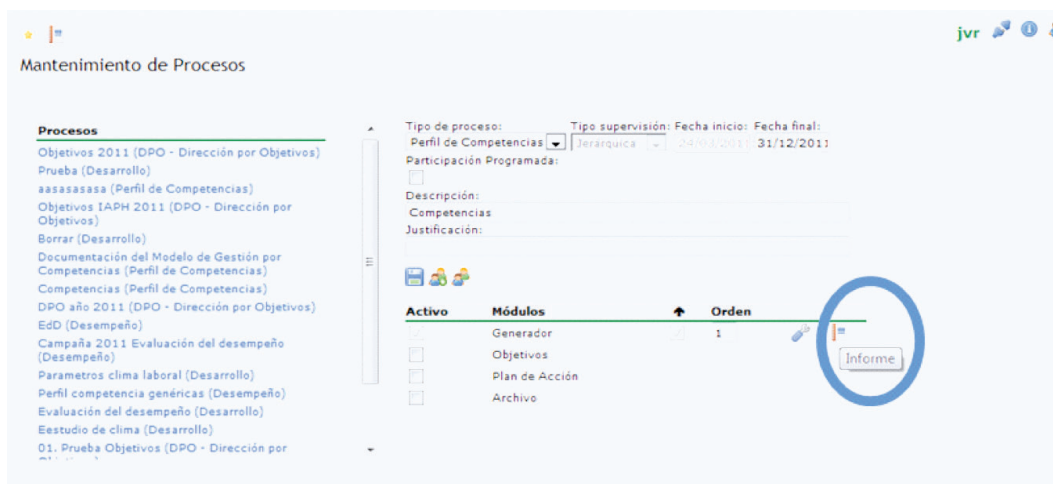 jvr
Mantenimiento de Procesos
Procesos
Objetivos 2011 (DPO - Dirección por Objetivos)
Prueba (Desarrollo)
aasasasasa (Perfil de Competencias)
Objetivos IAPH 2011 (DPO - Dirección por
Objetivos)
Borrar (Desarrollo)
Documentación del Modelo de Gestión por
Competencias (Perfil de Competencias)
Competencias (Perfil de Competencias)
DPO año 2011 (DPO - Dirección por Objetivos)
EdD (Desempeño)
Campaña 2011 Evaluación del desempeño
(Desempeño)
Parametros clima laboral (Desarrollo)
Perfil competencia genéricas (Desempeño)
Evaluación del desempeño (Desarrollo)
Eestudio de clima (Desarrollo)
01. Prueba Objetivos (DPO - Dirección por
Tipo de proceso: Tipo supervisión: Fecha inicio: Fecha final:
Perfil de Competencias Jerárquica 24/03/2011 31/12/2011
Participación Programada:
Descripción:
Competencias
Justificación:
Activo Módulos Orden
Generador 1
Informe
Objetivos
Plan de Acción
Archivo